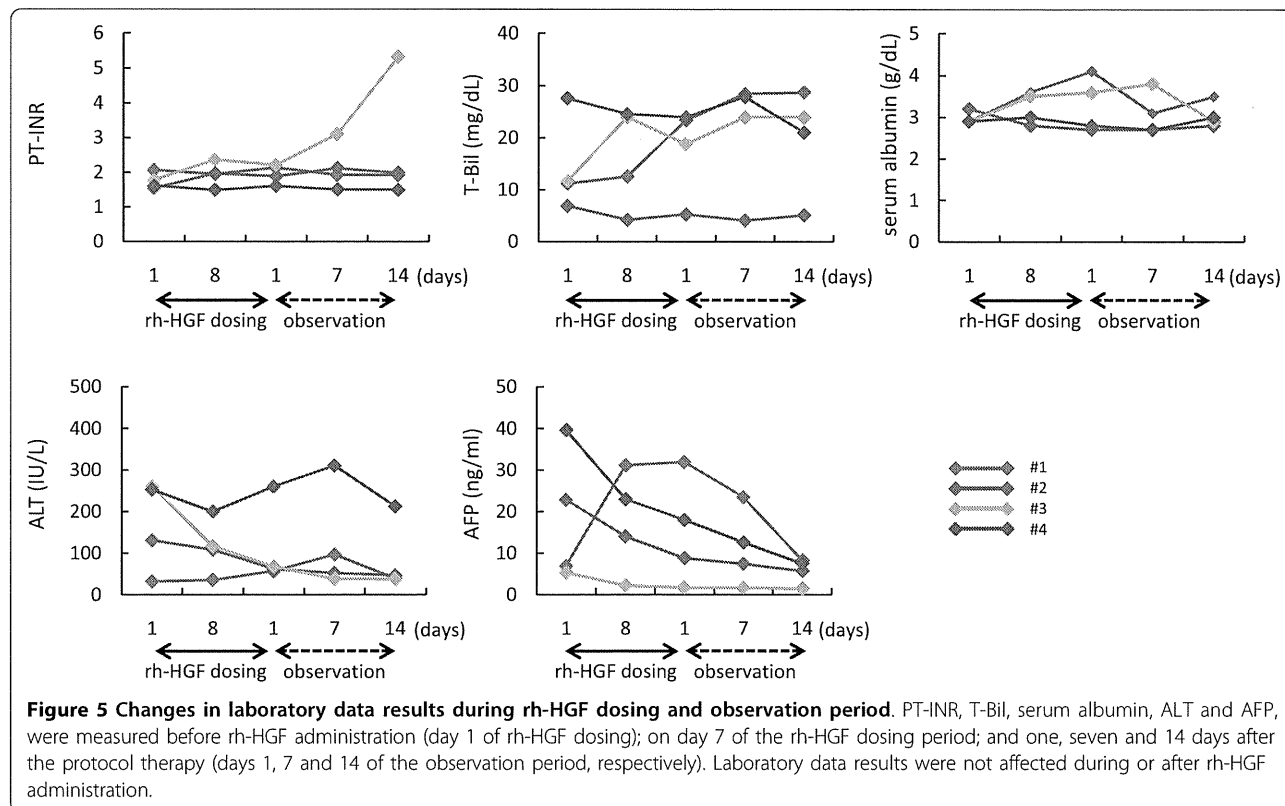 PT-INR
6
5
4
3
2
1
0
1 8 1 7 14 (days)
rh-HGF dosing observation
T-Bil (mg/dL)
40
30
20
10
0
1 8 1 7 14 (days)
rh-HGF dosing observation
serum albumin (g/dL)
5
4
3
2
1
0
1 8 1 7 14 (days)
rh-HGF dosing observation
ALT (IU/L)
500
400
300
200
100
0
1 8 1 7 14 (days)
rh-HGF dosing observation
AFP (ng/ml)
50
40
30
20
10
0
1 8 1 7 14 (days)
rh-HGF dosing observation
#1
#2
#3
#4
Figure 5 Changes in laboratory data results during rh-HGF dosing and observation period. PT-INR, T-Bil, serum albumin, ALT and AFP,
were measured before rh-HGF administration (day 1 of rh-HGF dosing); on day 7 of the rh-HGF dosing period; and one, seven and 14 days after
the protocol therapy (days 1, 7 and 14 of the observation period, respectively). Laboratory data results were not affected during or after rh-HGF
administration.